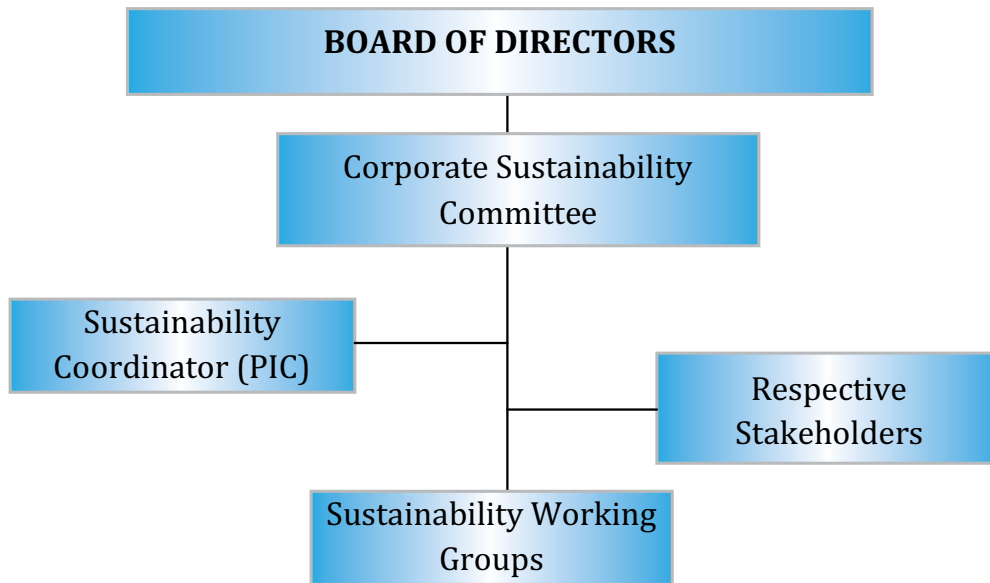 BOARD OF DIRECTORS
Corporate Sustainability
Committee
Sustainability
Coordinator (PIC)
Respective
Stakeholders
Sustainability Working
Groups